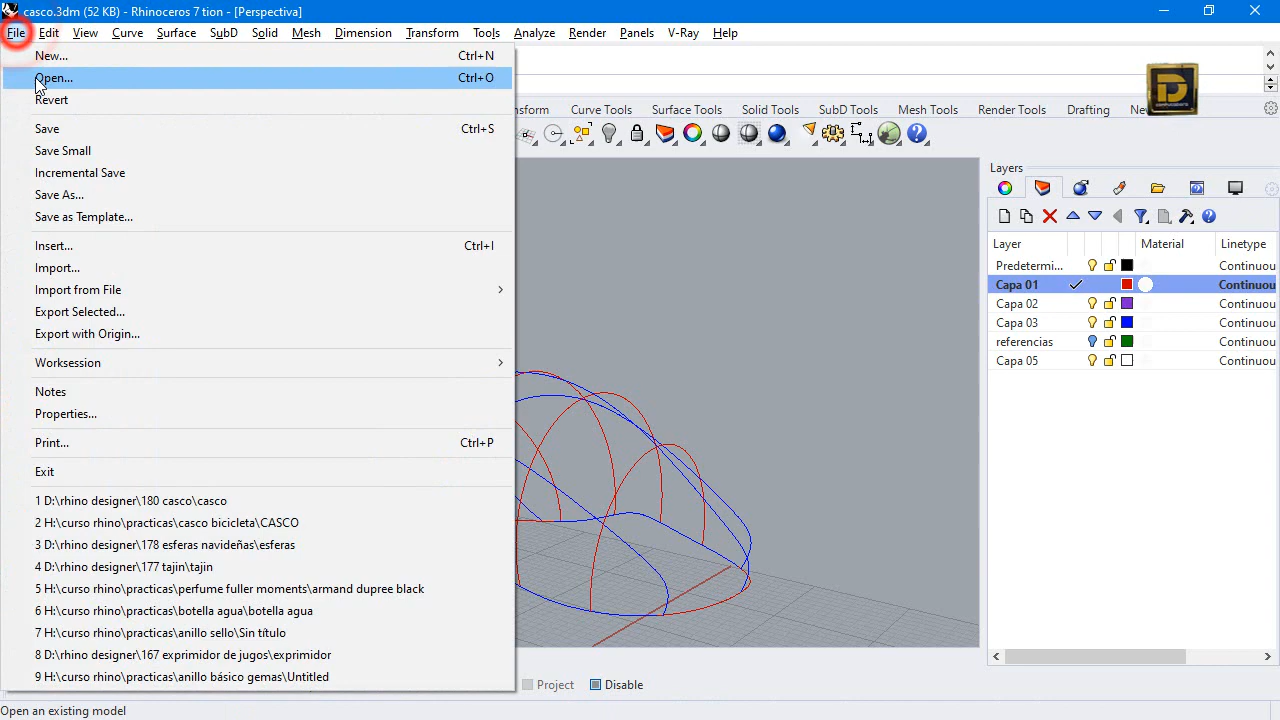 casco.3dm (52 KB) - Rhinoceros 7 tion - [Perspectiva]
File Edit View Curve Surface SubD Solid Mesh Dimension Transform Tools Analyze Render Panels V-Ray Help
New... Ctrl+N
Open... Ctrl+O
Revert
Save Ctrl+S
Save Small
Incremental Save
Save As...
Save as Template...
Insert... Ctrl+I
Import...
Import from File
Export Selected...
Export with Origin...
Worksession
Notes
Properties...
Print... Ctrl+P
Exit
1 D:\rhino designer\180 casco\casco
2 H:\curso rhino\practicas\casco bicicleta\CASCO
3 D:\rhino designer\178 esferas navideñas\esferas
4 D:\rhino designer\177 tajin\tajin
5 H:\curso rhino\practicas\perfume fuller moments\armand dupree black
6 H:\curso rhino\practicas\botella agua\botella agua
7 H:\curso rhino\practicas\anillo sello\Sin título
8 D:\rhino designer\167 exprimidor de jugos\exprimidor
9 H:\curso rhino\practicas\anillo básico gemas\Untitled
nsform Curve Tools Surface Tools Solid Tools SubD Tools Mesh Tools Render Tools Drafting Nev
D
Layers
Layer Material Linetype
Predetermi... Continuou
Capa 01 Continuou
Capa 02 Continuou
Capa 03 Continuou
referencias Continuou
Capa 05 Continuou
Project Disable
Open an existing model